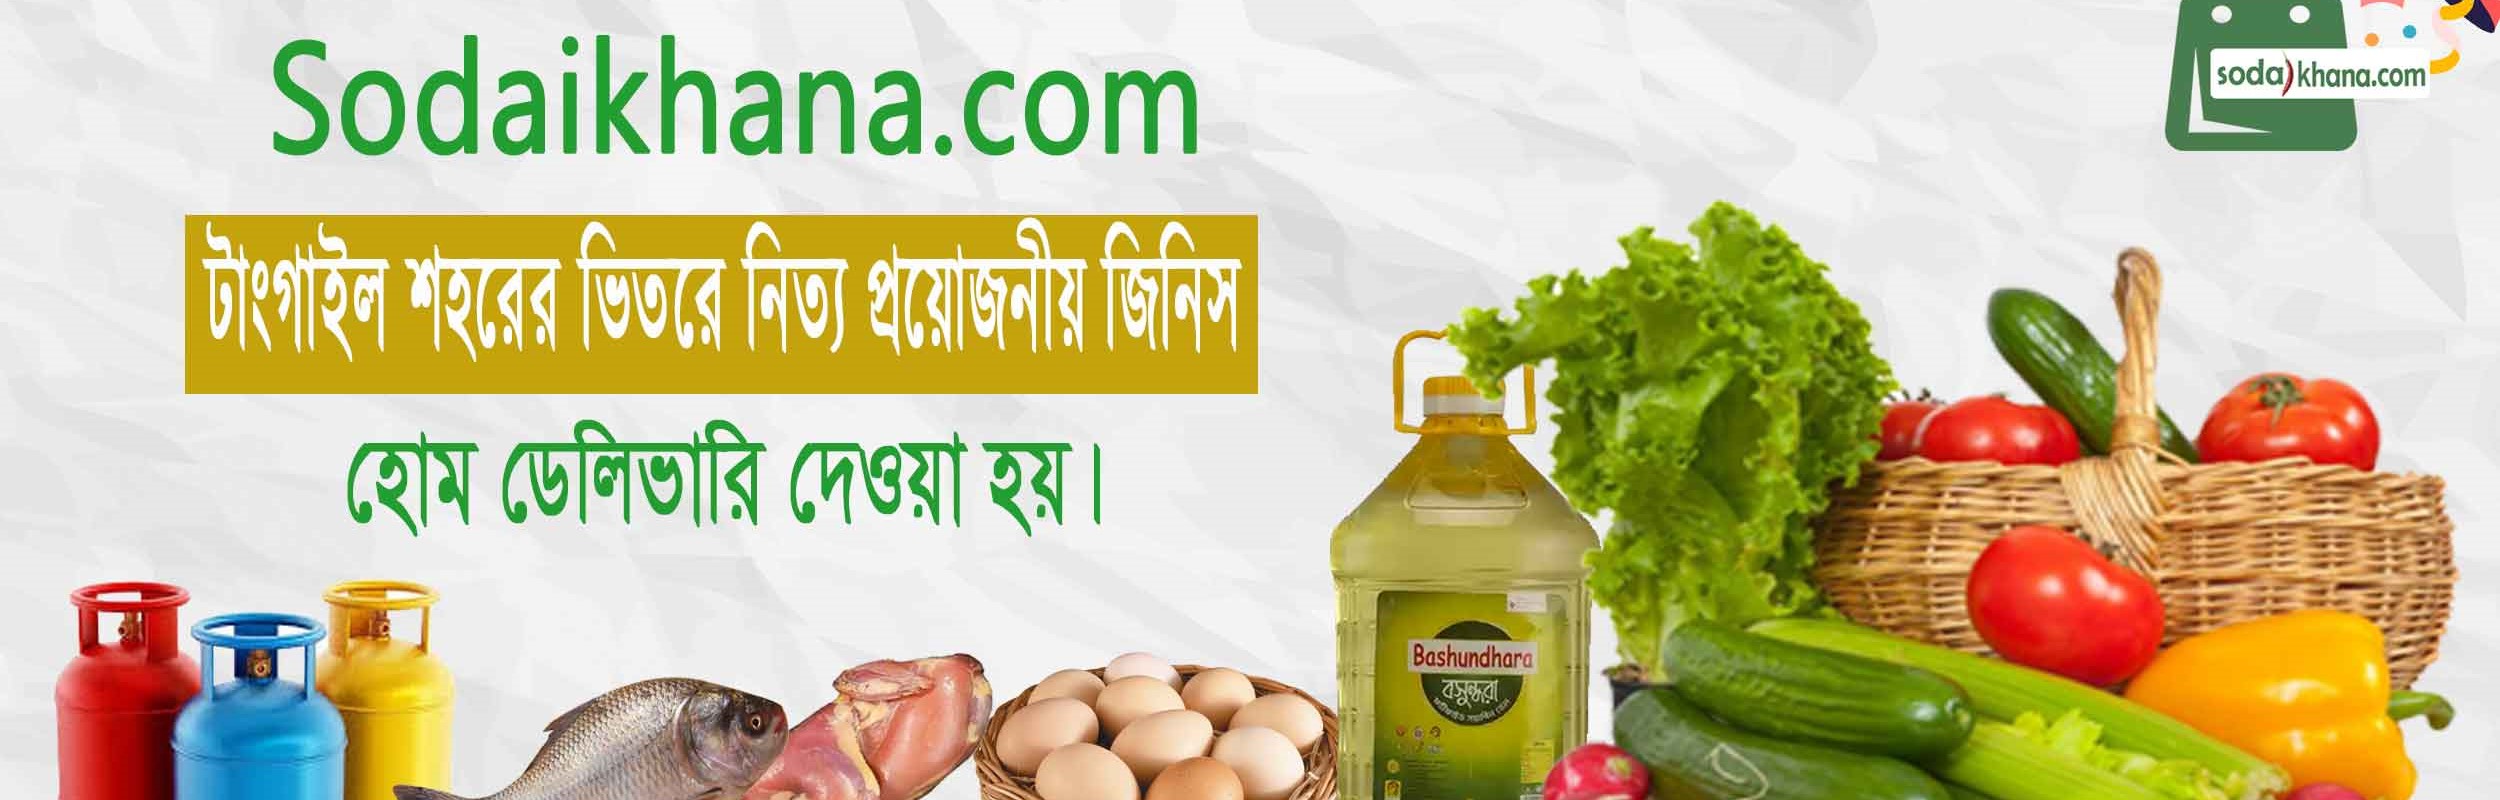 Sodaikhana.com
sodaikhana.com
টাংগাইল শহরের ভিতরে নিত্য প্রয়োজনীয় জিনিস
হোম ডেলিভারি দেওয়া হয়।
Bashundhara
বসুন্ধরা